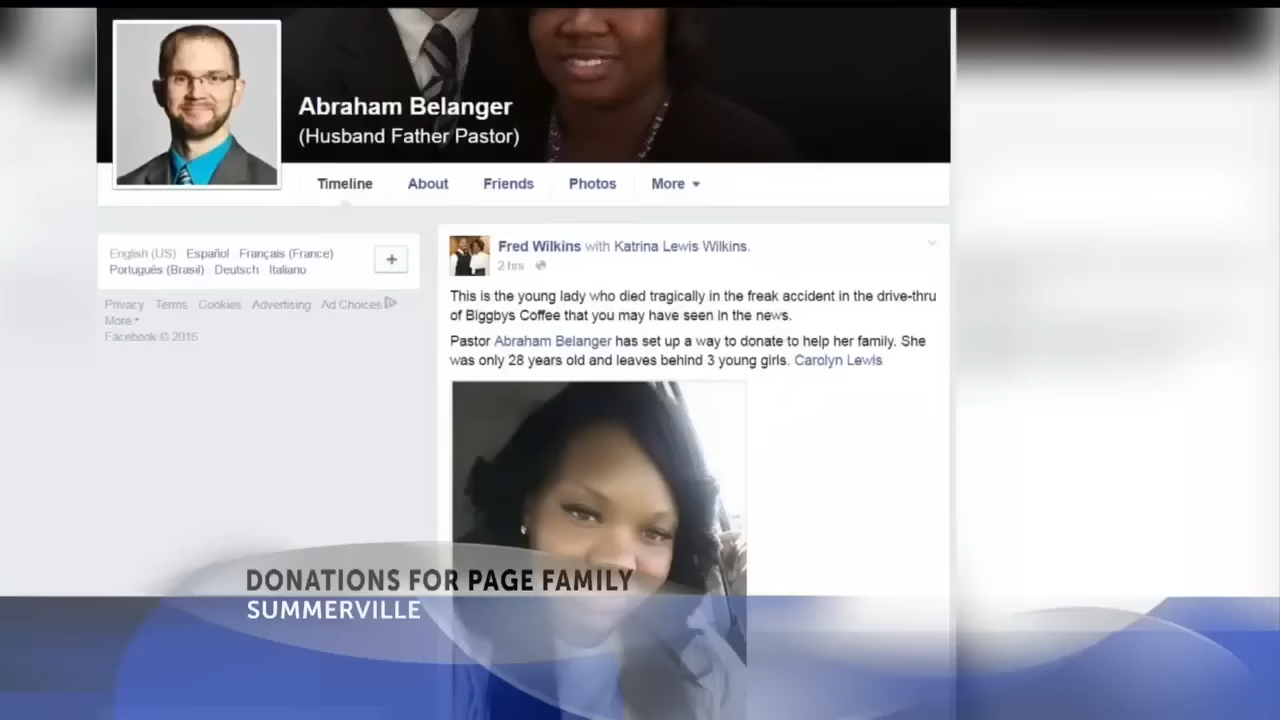 Abraham Belanger
(Husband Father Pastor)
Timeline About Friends Photos More
English (US) Español Français (France)
Português (Brasil) Deutsch Italiano
+
Privacy Terms Cookies Advertising Ad Choices
More
Facebook © 2016
Fred Wilkins with Katrina Lewis Wilkins.
2 hrs
This is the young lady who died tragically in the freak accident in the drive-thru
of Biggbys Coffee that you may have seen in the news.
Pastor Abraham Belanger has set up a way to donate to help her family. She
was only 28 years old and leaves behind 3 young girls. Carolyn Lewis
DONATIONS FOR PAGE FAMILY
SUMMERVILLE